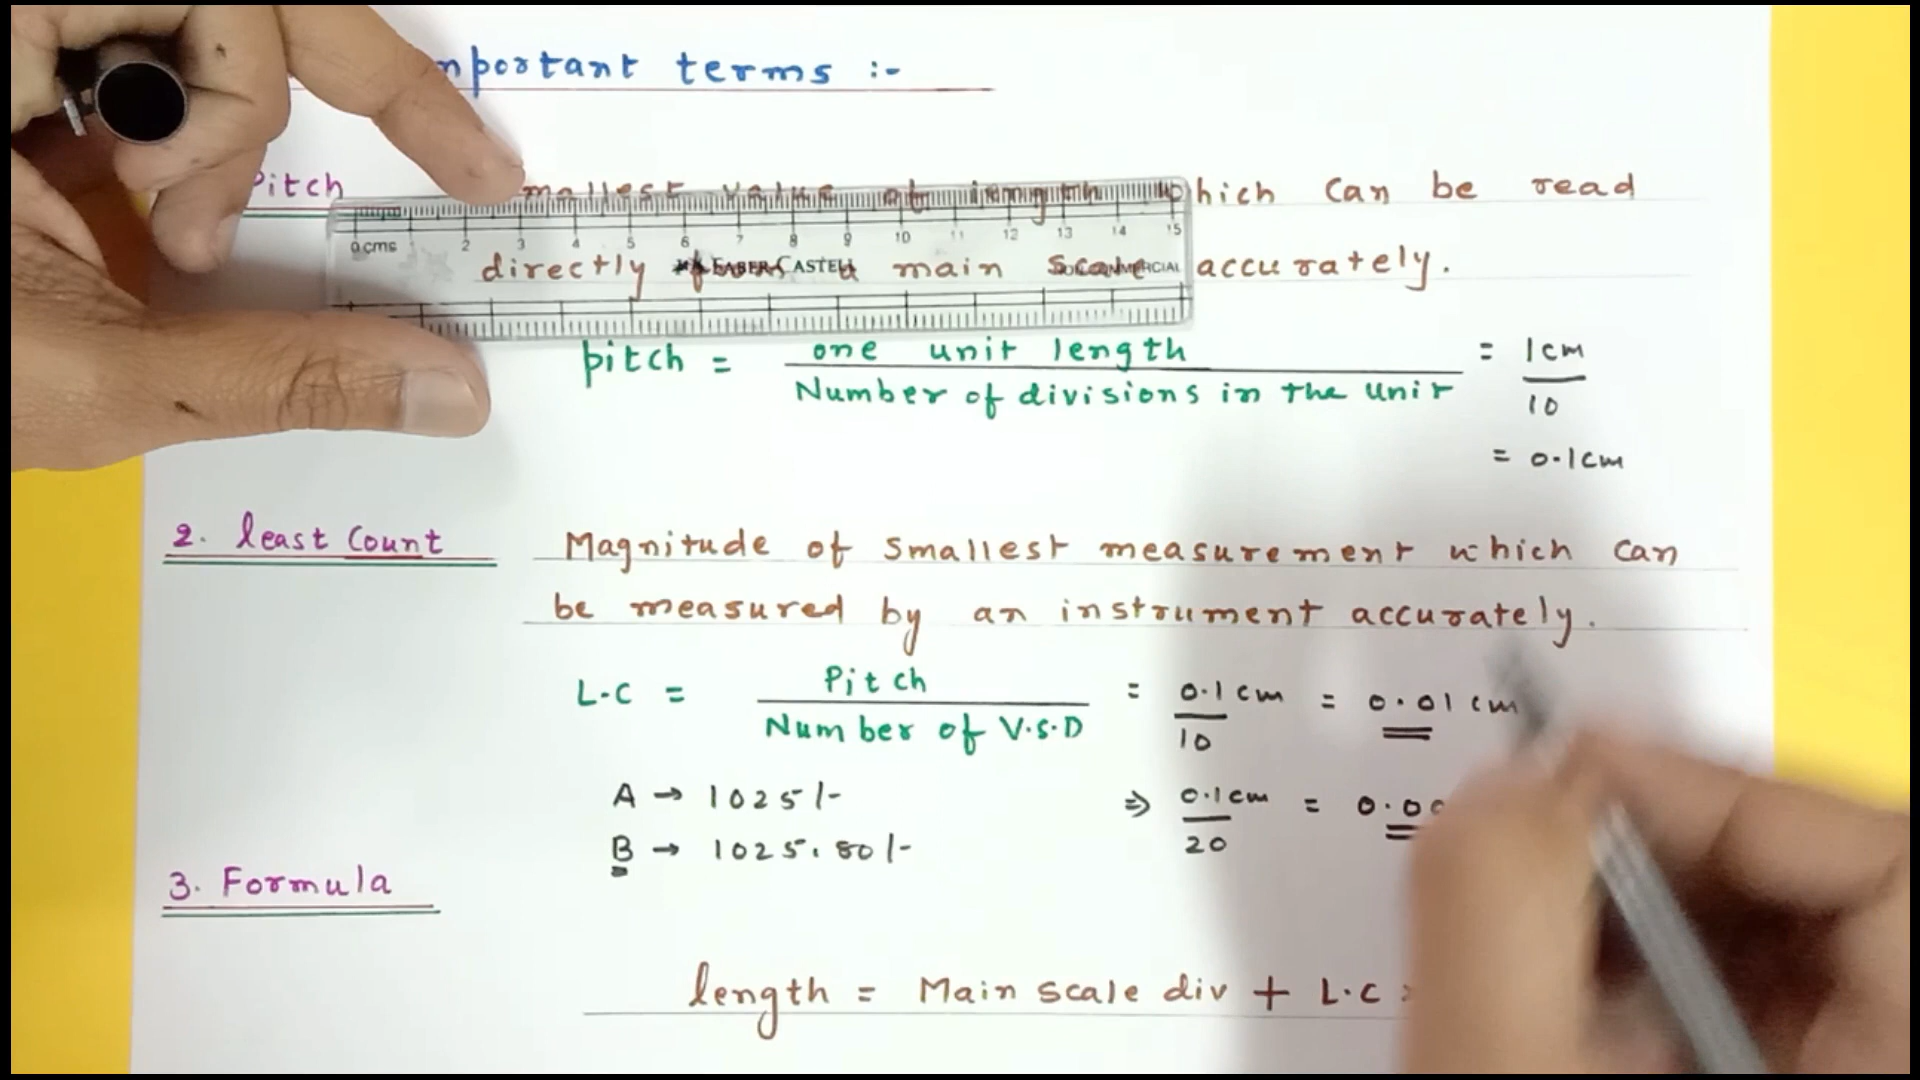 mportant terms :-
Pitch smallest value of length which can be read
0 cms 1 2 3 4 5 6 7 8 9 10 11 12 13 14 15
directly from a main scale accurately.
FABER-CASTELL
pitch = one unit length / Number of divisions in the unit = 1cm / 10
= 0.1cm
2. least Count Magnitude of smallest measurement which can
be measured by an instrument accurately.
L.C = Pitch / Number of V.S.D = 0.1cm / 10 = 0.01 cm
A → 1025/- ⇒ 0.1cm / 20 = 0.00
B → 1025.80/-
3. Formula
length = Main scale div + L.C